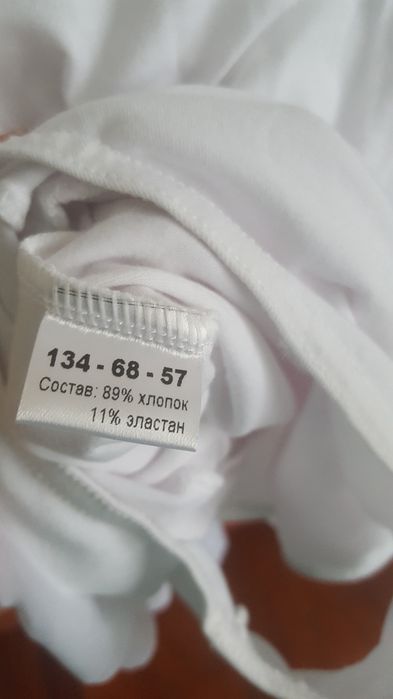 134 - 68 - 57
Состав: 89% хлопок
11% эластан